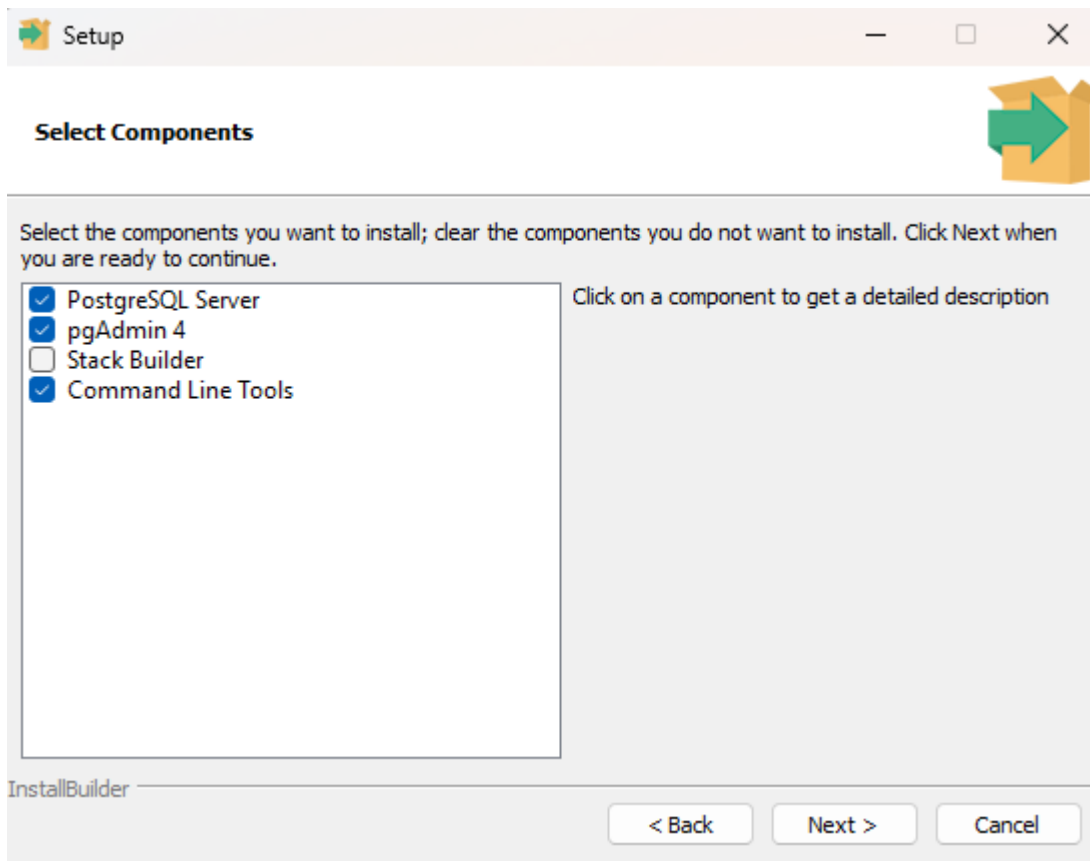 Setup
Select Components
Select the components you want to install; clear the components you do not want to install. Click Next when
you are ready to continue.
PostgreSQL Server
pgAdmin 4
Stack Builder
Command Line Tools
Click on a component to get a detailed description
InstallBuilder
< Back
Next >
Cancel